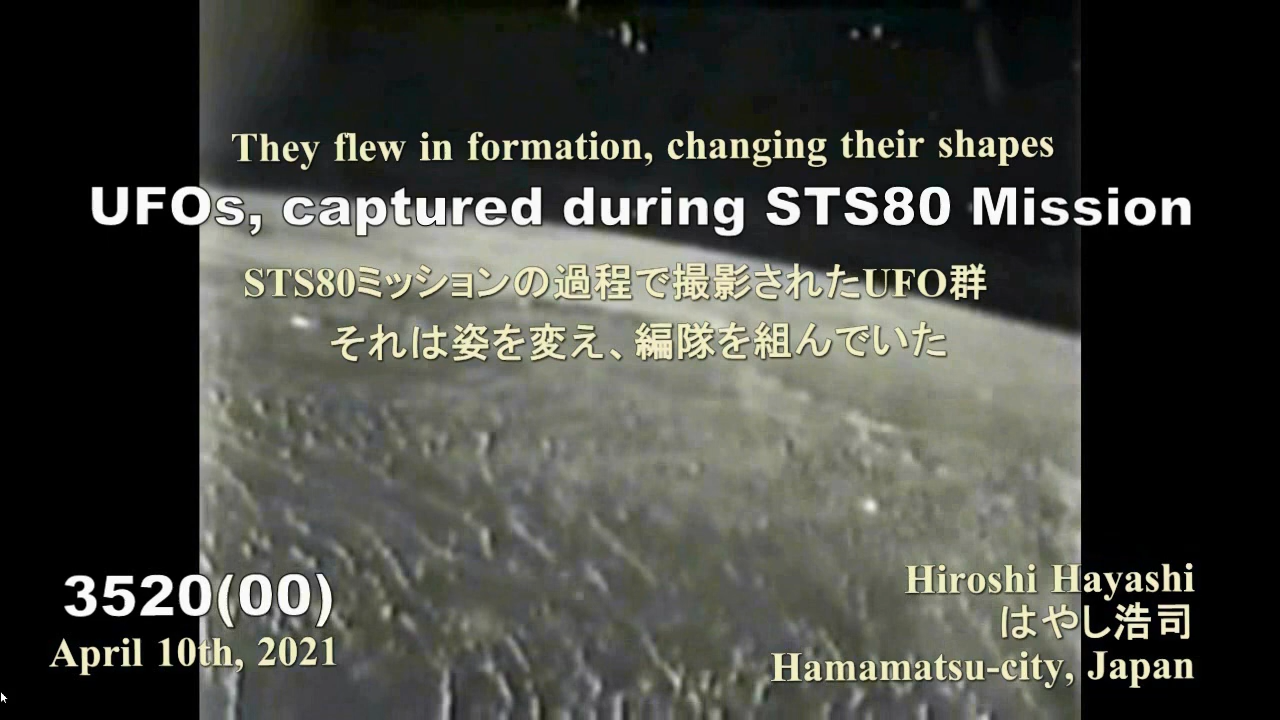 They flew in formation, changing their shapes
UFOs, captured during STS80 Mission
STS80ミッションの過程で撮影されたUFO群
それは姿を変え、編隊を組んでいた
3520(00)
April 10th, 2021
Hiroshi Hayashi
はやし浩司
Hamamatsu-city, Japan